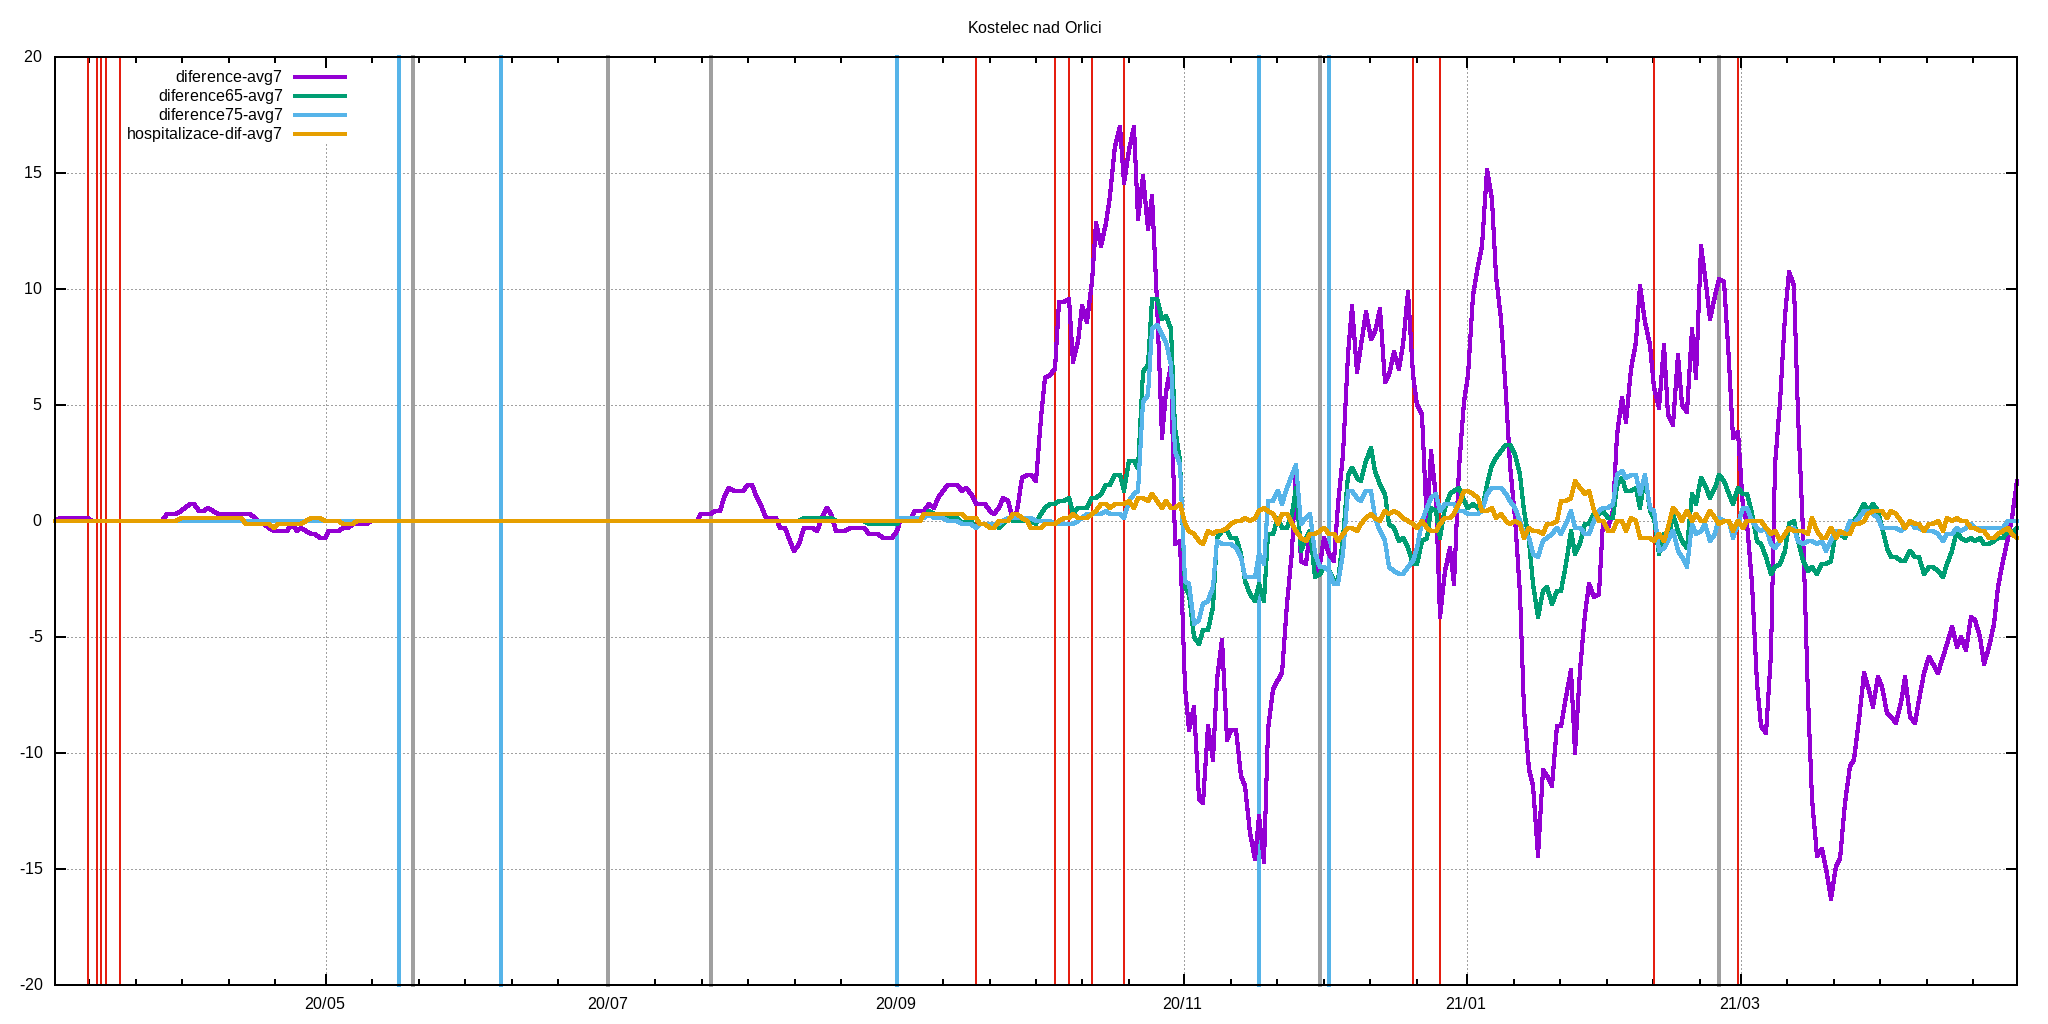 Kostelec nad Orlici
diference-avg7
diference65-avg7
diference75-avg7
hospitalizace-dif-avg7
20
15
10
5
0
-5
-10
-15
-20
20/05 20/07 20/09 20/11 21/01 21/03